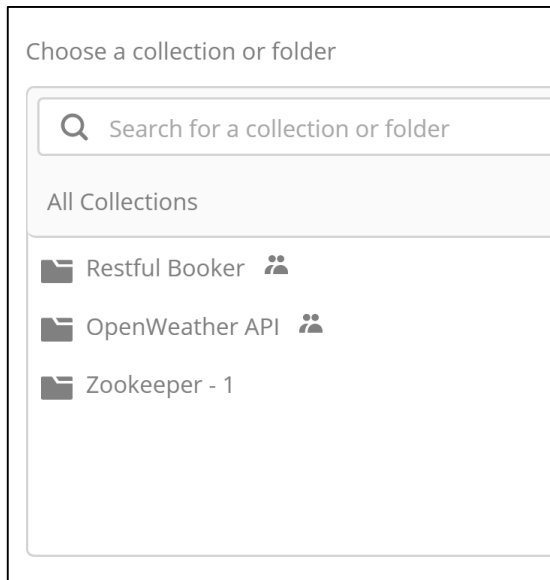 Choose a collection or folder
Search for a collection or folder
All Collections
Restful Booker
OpenWeather API
Zookeeper - 1